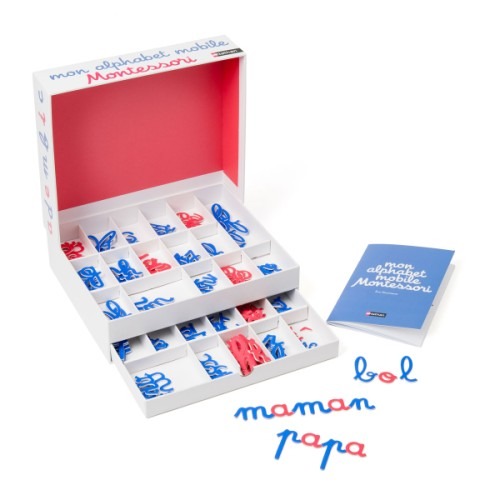 mon alphabet mobile
Montessori
mon
alphabet
mobile
Montessori
bol
maman
papa